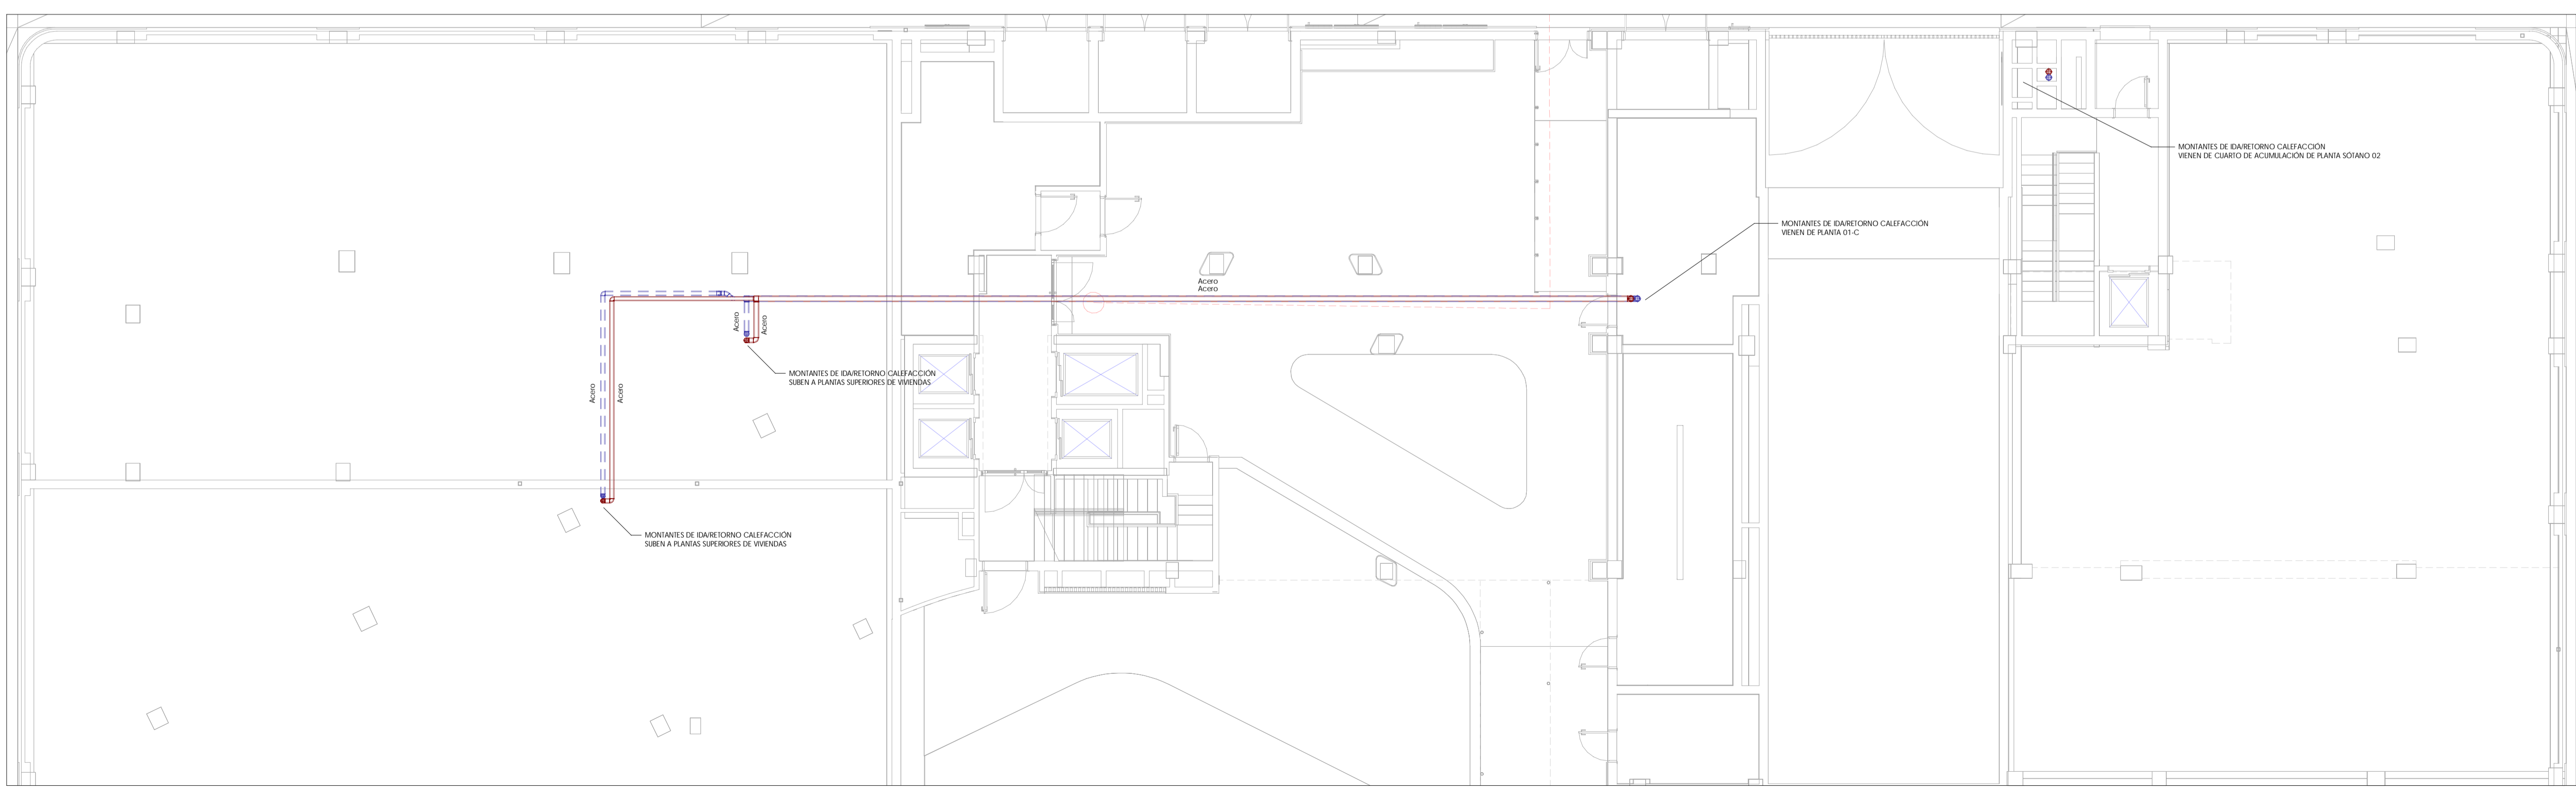 MONTANTES DE IDA/RETORNO CALEFACCIÓN
VIENEN DE CUARTO DE ACUMULACIÓN DE PLANTA SÓTANO 02
MONTANTES DE IDA/RETORNO CALEFACCIÓN
VIENEN DE PLANTA 01-C
Acero
Acero
Acero
Acero
MONTANTES DE IDA/RETORNO CALEFACCIÓN
SUBEN A PLANTAS SUPERIORES DE VIVIENDAS
Acero
Acero
MONTANTES DE IDA/RETORNO CALEFACCIÓN
SUBEN A PLANTAS SUPERIORES DE VIVIENDAS